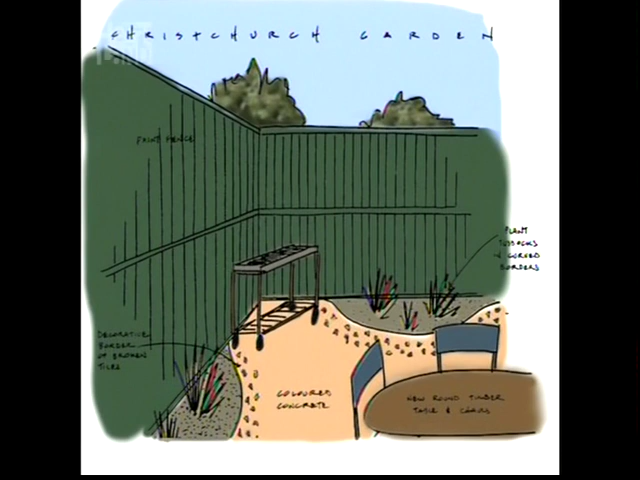 CHRISTCHURCH GARDEN
PAINT FENCE
PLANT
TUSSOCKS
IN CURVED
BORDERS
DECORATIVE
BORDER
OF BROKEN
TILES
COLOURED
CONCRETE
NEW ROUND TIMBER
TABLE & CHAIRS